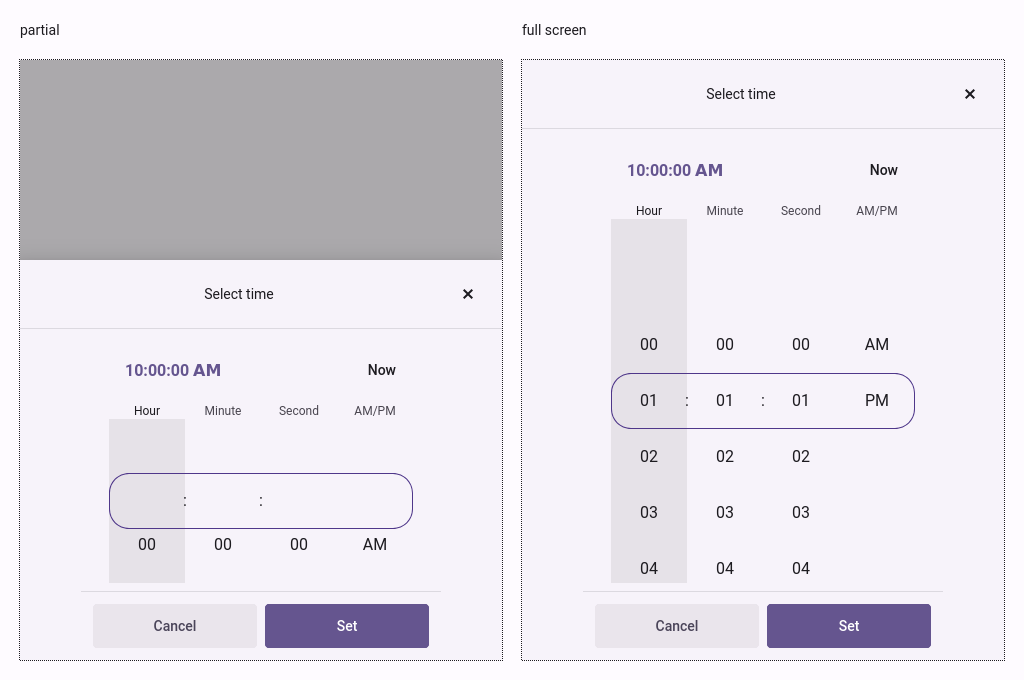 partial
Select time ×
10:00:00 AM Now
Hour Minute Second AM/PM
: :
00 00 00 AM
Cancel Set
full screen
Select time ×
10:00:00 AM Now
Hour Minute Second AM/PM
00 00 00 AM
01 : 01 : 01 PM
02 02 02
03 03 03
04 04 04
Cancel Set